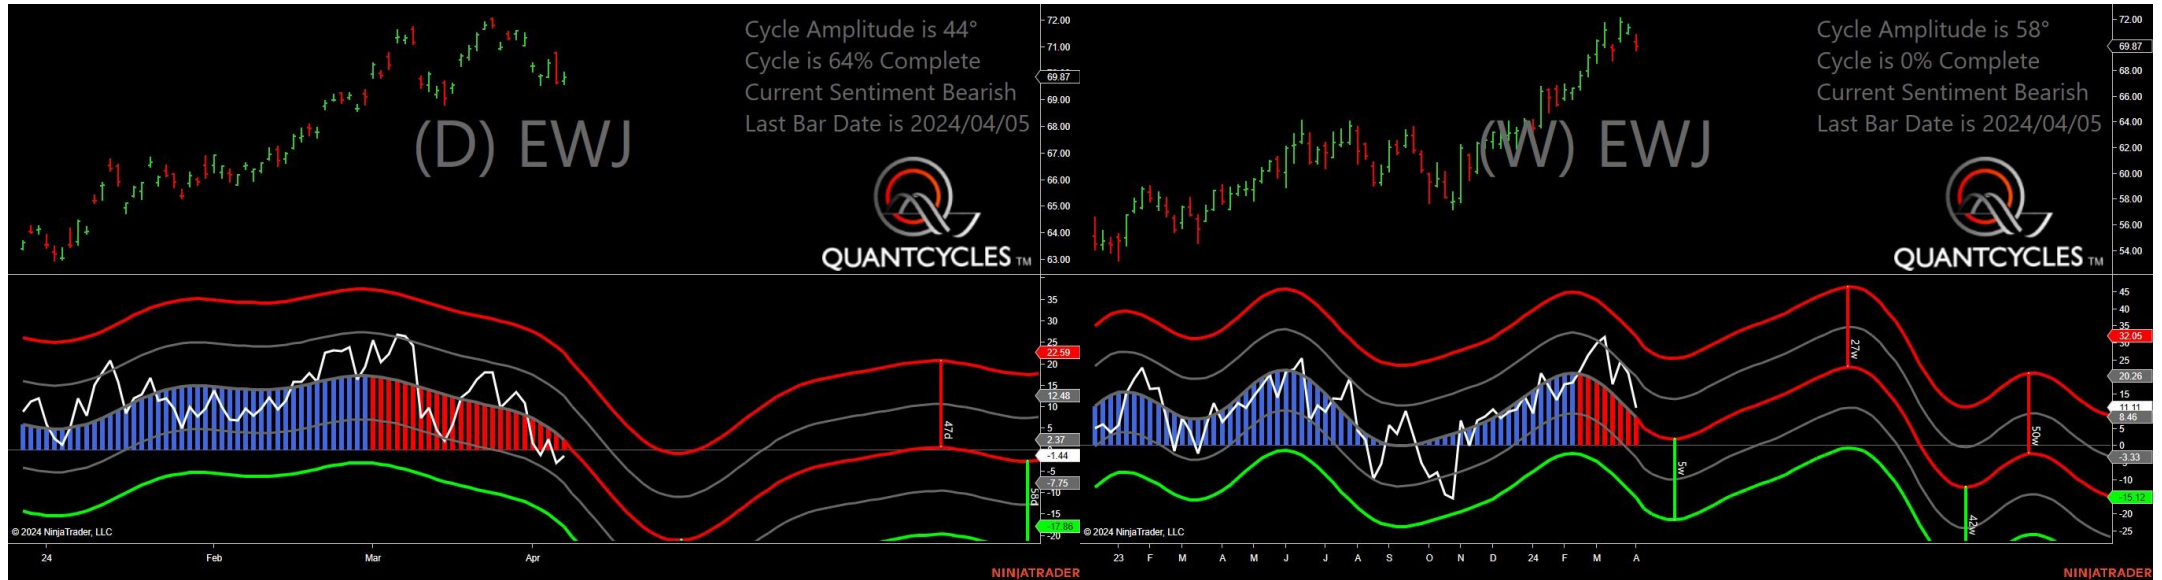 Cycle Amplitude is 44°
Cycle is 64% Complete
Current Sentiment Bearish
Last Bar Date is 2024/04/05
(D) EWJ
QUANTCYCLES TM
72.00
71.00
69.87
69.00
68.00
67.00
66.00
65.00
64.00
63.00
35
30
25
22.59
20
15
12.48
10
5
2.37
-1.44
-5
-7.75
-10
-15
-17.86
-20
47d
58d
© 2024 NinjaTrader, LLC
24 Feb Mar Apr
NINJATRADER
Cycle Amplitude is 58°
Cycle is 0% Complete
Current Sentiment Bearish
Last Bar Date is 2024/04/05
(W) EWJ
QUANTCYCLES TM
72.00
69.87
68.00
66.00
64.00
62.00
60.00
58.00
56.00
54.00
45
40
35
32.05
30
25
20.26
15
11.11
8.46
5
0
-3.33
-10
-15.12
-20
-25
5w
27w
42w
50w
© 2024 NinjaTrader, LLC
23 F M A M J J A S O N D 24 F M A
NINJATRADER